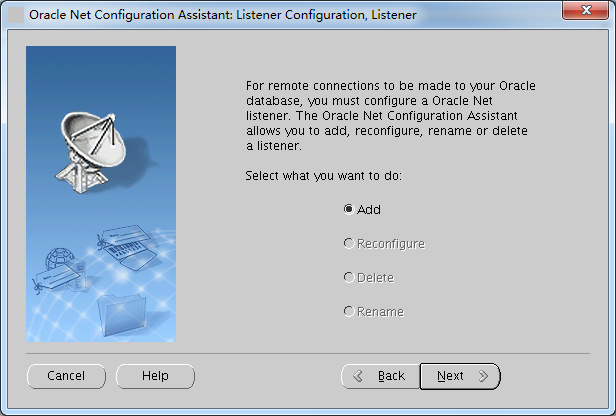 Oracle Net Configuration Assistant: Listener Configuration, Listener
For remote connections to be made to your Oracle
database, you must configure a Oracle Net
listener. The Oracle Net Configuration Assistant
allows you to add, reconfigure, rename or delete
a listener.
Select what you want to do:
Add
Reconfigure
Delete
Rename
Cancel
Help
Back
Next